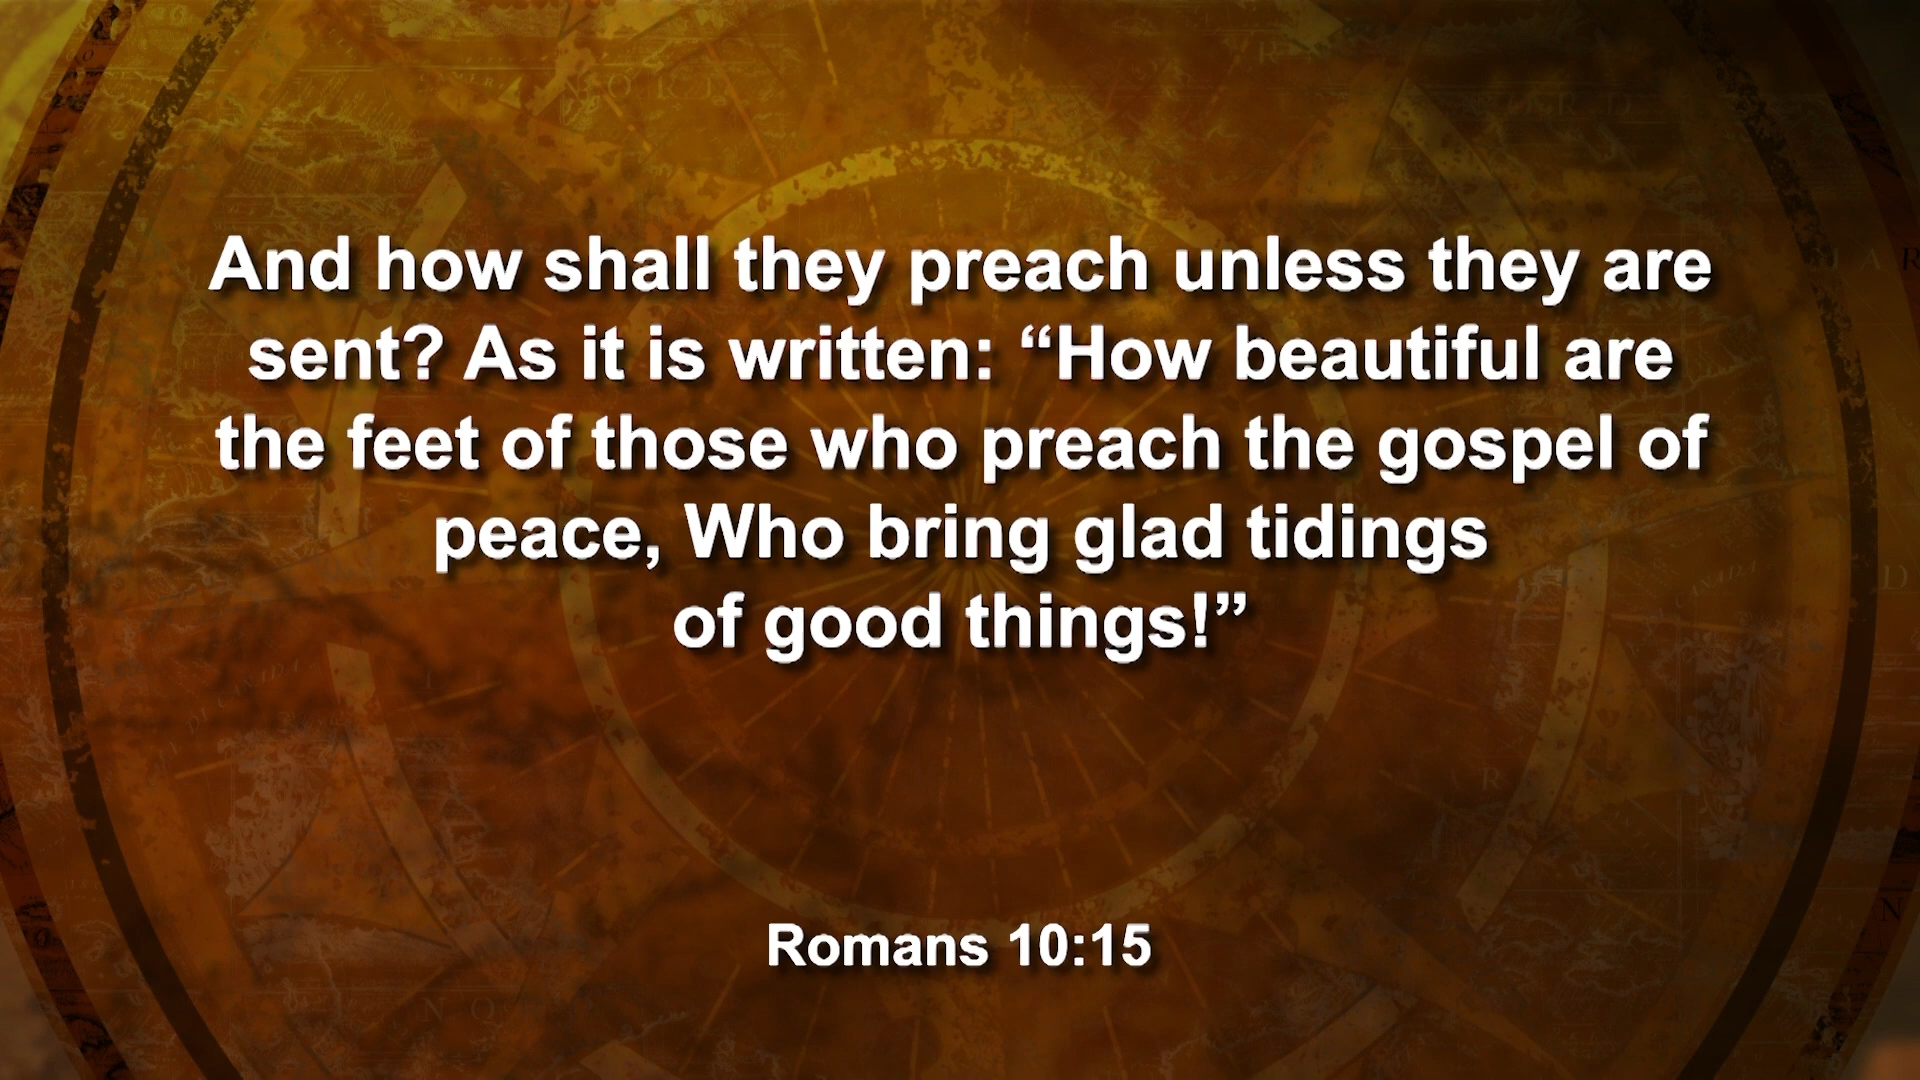 And how shall they preach unless they are
sent? As it is written: “How beautiful are
the feet of those who preach the gospel of
peace, Who bring glad tidings
of good things!”
Romans 10:15